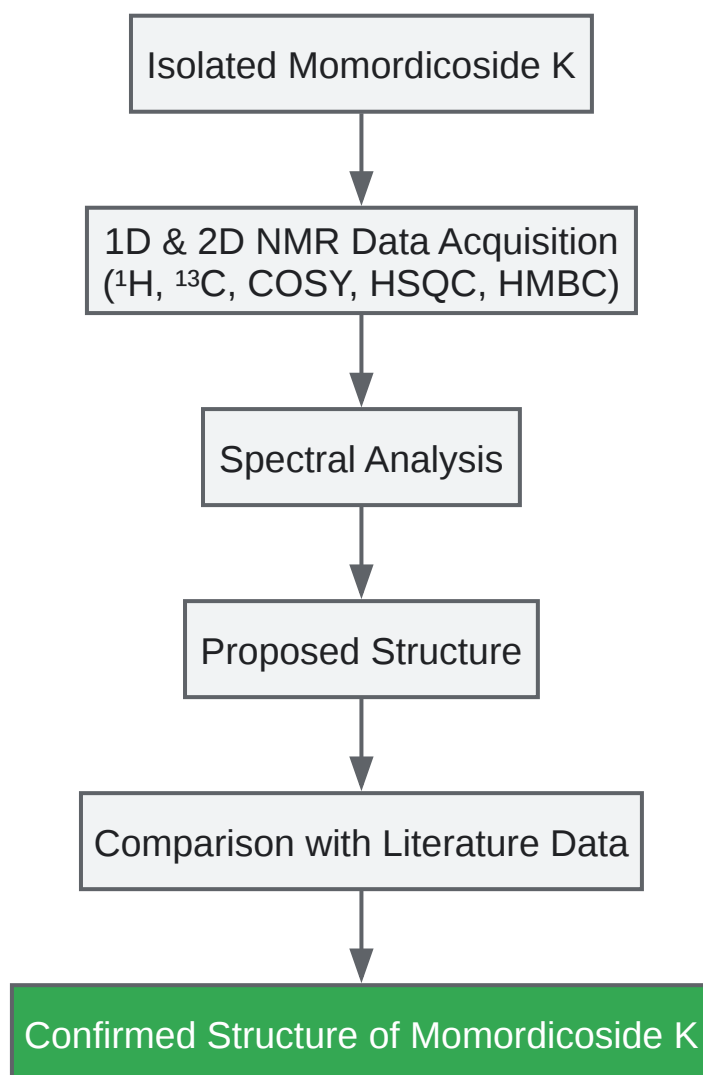 Isolated Momordicoside K
1D & 2D NMR Data Acquisition
(¹H, ¹³C, COSY, HSQC, HMBC)
Spectral Analysis
Proposed Structure
Comparison with Literature Data
Confirmed Structure of Momordicoside K